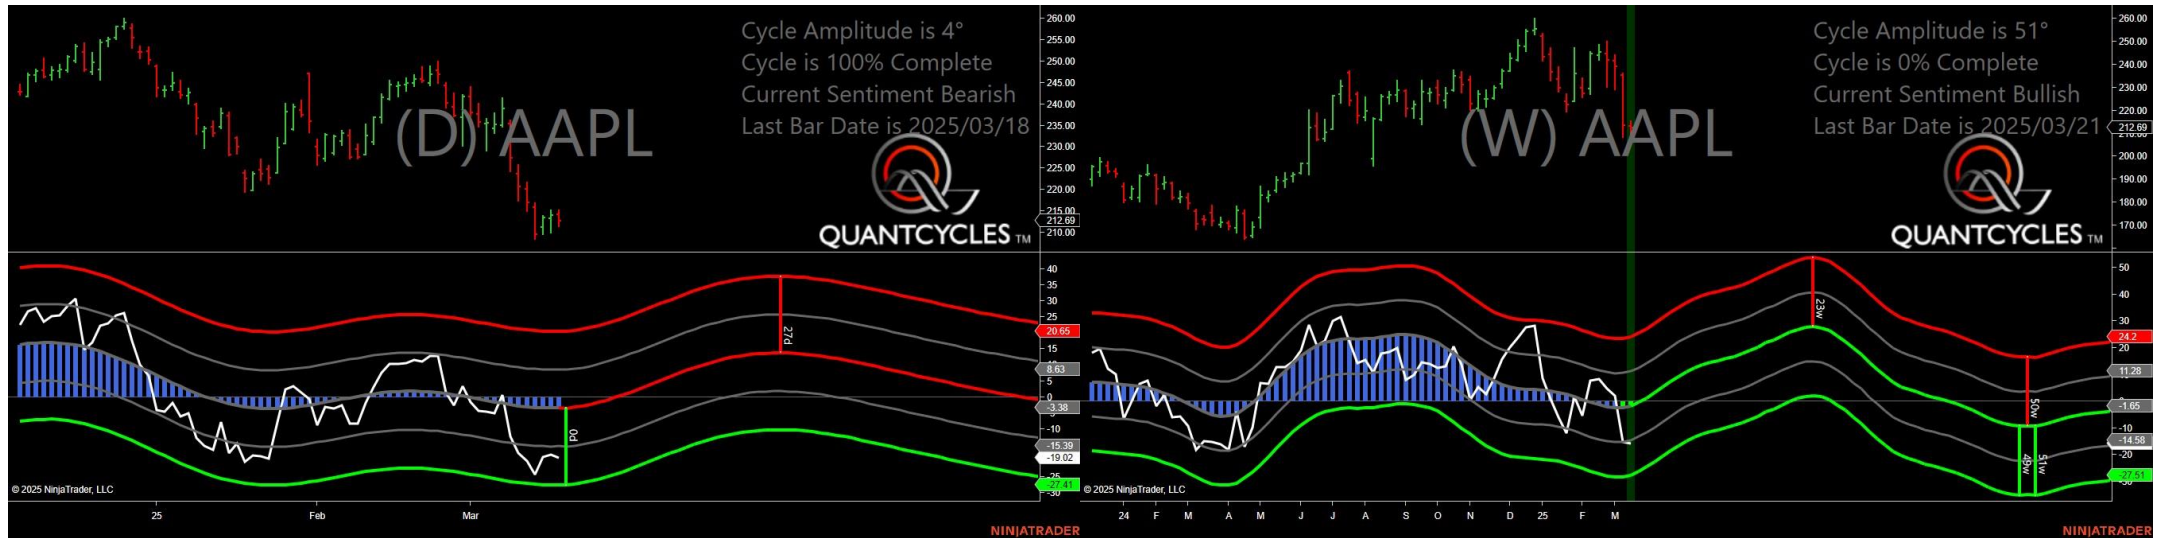 Cycle Amplitude is 4°
Cycle is 100% Complete
Current Sentiment Bearish
Last Bar Date is 2025/03/18
(D) AAPL
QUANTCYCLES TM
260.00
255.00
250.00
245.00
240.00
235.00
230.00
225.00
220.00
215.00
212.69
210.00
40
35
30
25
20.65
15
8.63
5
0
-3.38
-10
-15.39
-19.02
-25
-27.41
-30
27d
0d
© 2025 NinjaTrader, LLC
25 Feb Mar
NINJATRADER
Cycle Amplitude is 51°
Cycle is 0% Complete
Current Sentiment Bullish
Last Bar Date is 2025/03/21
(W) AAPL
QUANTCYCLES TM
260.00
250.00
240.00
230.00
220.00
212.69
200.00
190.00
180.00
170.00
50
40
30
24.2
20
11.28
-1.65
-10
-14.58
-20
-27.51
23w
50w
49w
51w
© 2025 NinjaTrader, LLC
24 F M A M J J A S O N D 25 F M
NINJATRADER